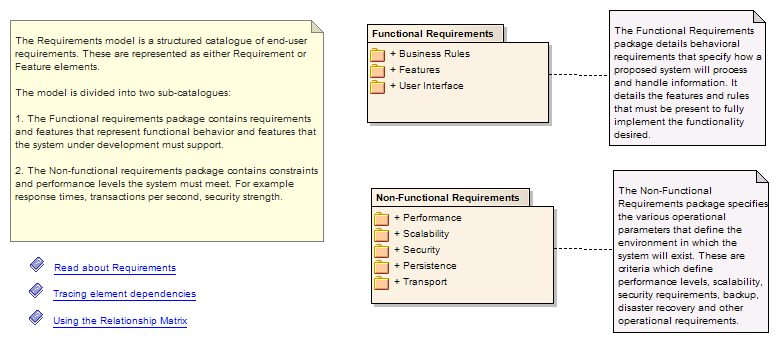 The Requirements model is a structured catalogue of end-user
requirements. These are represented as either Requirement or
Feature elements.
The model is divided into two sub-catalogues:
1. The Functional requirements package contains requirements
and features that represent functional behavior and features that
the system under development must support.
2. The Non-functional requirements package contains constraints
and performance levels the system must meet. For example
response times, transactions per second, security strength.
Read about Requirements
Tracing element dependencies
Using the Relationship Matrix
Functional Requirements
+ Business Rules
+ Features
+ User Interface
The Functional Requirements
package details behavioral
requirements that specify how a
proposed system will process
and handle information. It
details the features and rules
that must be present to fully
implement the functionality
desired.
Non-Functional Requirements
+ Performance
+ Scalability
+ Security
+ Persistence
+ Transport
The Non-Functional
Requirements package specifies
the various operational
parameters that define the
environment in which the
system will exist. These are
criteria which define
performance levels, scalability,
security requirements, backup,
disaster recovery and other
operational requirements.